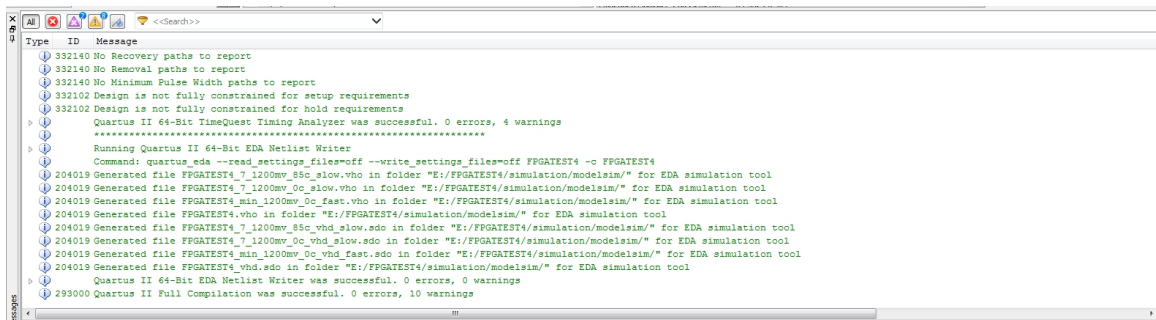 All
<<Search>>
Type ID Message
332140 No Recovery paths to report
332140 No Removal paths to report
332140 No Minimum Pulse Width paths to report
332102 Design is not fully constrained for setup requirements
332102 Design is not fully constrained for hold requirements
Quartus II 64-Bit TimeQuest Timing Analyzer was successful. 0 errors, 4 warnings
*******************************************************************
Running Quartus II 64-Bit EDA Netlist Writer
Command: quartus_eda --read_settings_files=off --write_settings_files=off FPGATEST4 -c FPGATEST4
204019 Generated file FPGATEST4_7_1200mv_85c_slow.vho in folder "E:/FPGATEST4/simulation/modelsim/" for EDA simulation tool
204019 Generated file FPGATEST4_7_1200mv_0c_slow.vho in folder "E:/FPGATEST4/simulation/modelsim/" for EDA simulation tool
204019 Generated file FPGATEST4_min_1200mv_0c_fast.vho in folder "E:/FPGATEST4/simulation/modelsim/" for EDA simulation tool
204019 Generated file FPGATEST4.vho in folder "E:/FPGATEST4/simulation/modelsim/" for EDA simulation tool
204019 Generated file FPGATEST4_7_1200mv_85c_vhd_slow.sdo in folder "E:/FPGATEST4/simulation/modelsim/" for EDA simulation tool
204019 Generated file FPGATEST4_7_1200mv_0c_vhd_slow.sdo in folder "E:/FPGATEST4/simulation/modelsim/" for EDA simulation tool
204019 Generated file FPGATEST4_min_1200mv_0c_vhd_fast.sdo in folder "E:/FPGATEST4/simulation/modelsim/" for EDA simulation tool
204019 Generated file FPGATEST4_vhd.sdo in folder "E:/FPGATEST4/simulation/modelsim/" for EDA simulation tool
Quartus II 64-Bit EDA Netlist Writer was successful. 0 errors, 0 warnings
293000 Quartus II Full Compilation was successful. 0 errors, 10 warnings